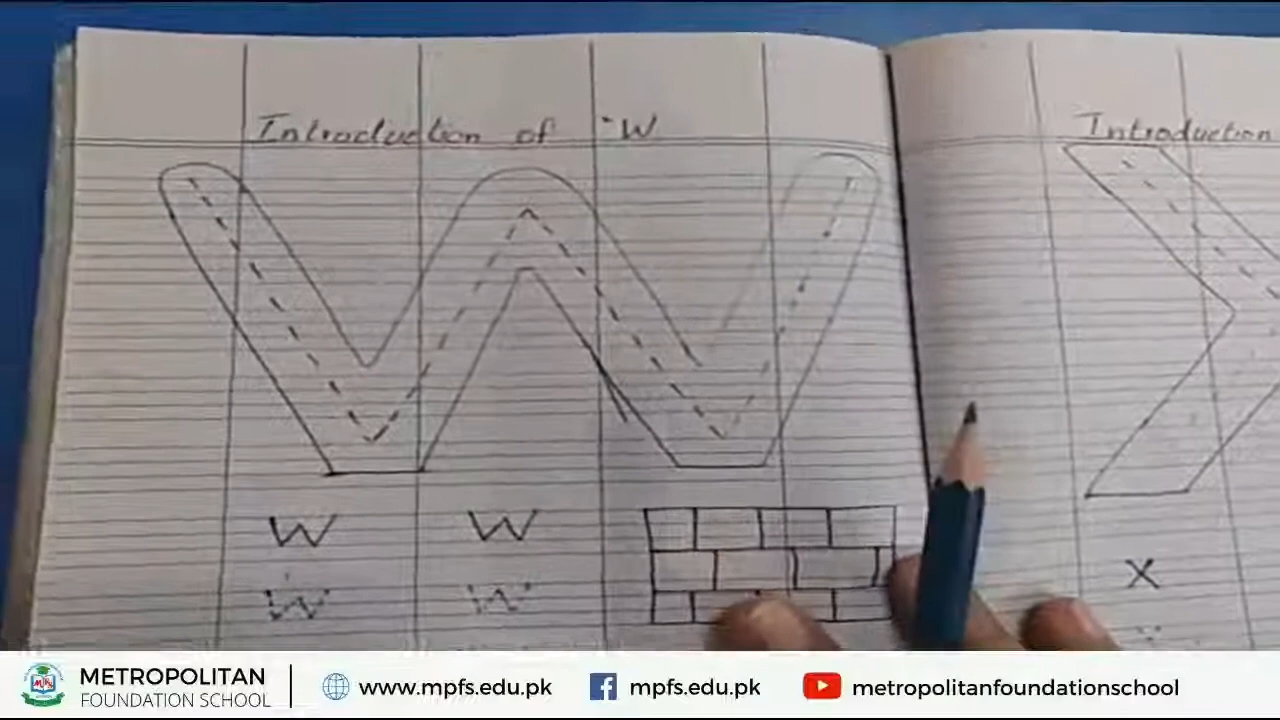 Introduction of W
Introduction
W W
W W
X
METROPOLITAN
FOUNDATION SCHOOL
www.mpfs.edu.pk
mpfs.edu.pk
metropolitanfoundationschool